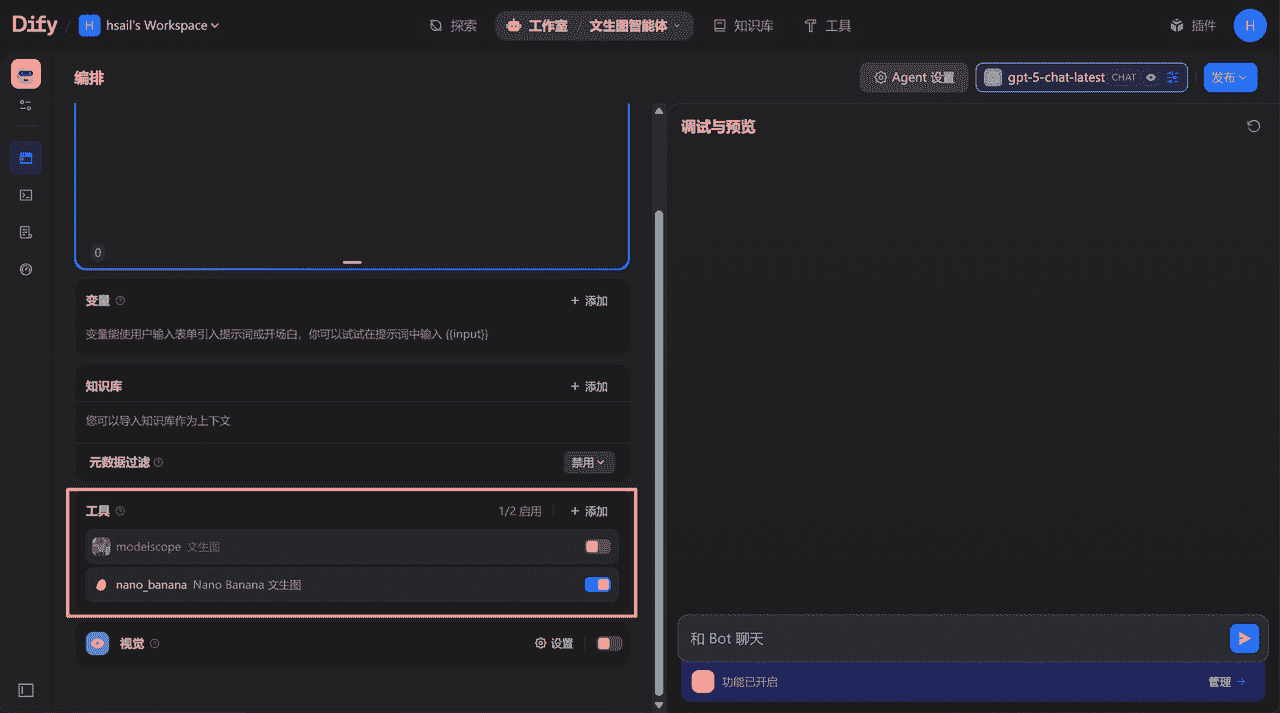 Dify / H hsail's Workspace 探索 工作室 / 文生图智能体 知识库 工具 插件 H
编排 Agent 设置 gpt-5-chat-latest CHAT 发布
调试与预览
0
变量 + 添加
变量能使用户输入表单引入提示词或开场白，你可以试试在提示词中输入 {{input}}
知识库 + 添加
您可以导入知识库作为上下文
元数据过滤 禁用
工具 1/2 启用 + 添加
modelscope 文生图
nano_banana Nano Banana 文生图
视觉 设置
和 Bot 聊天
功能已开启 管理 →